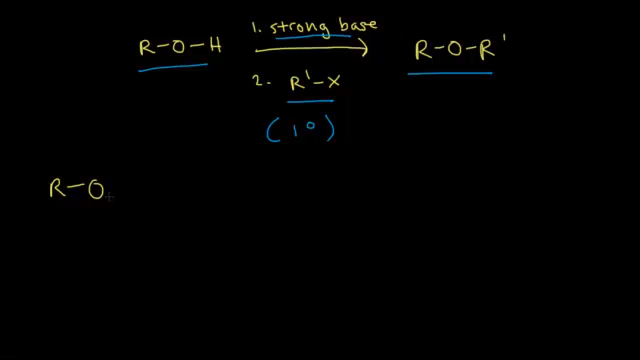 1. strong base
R-O-H → R-O-R'
2. R'-X
(1°)
R-O